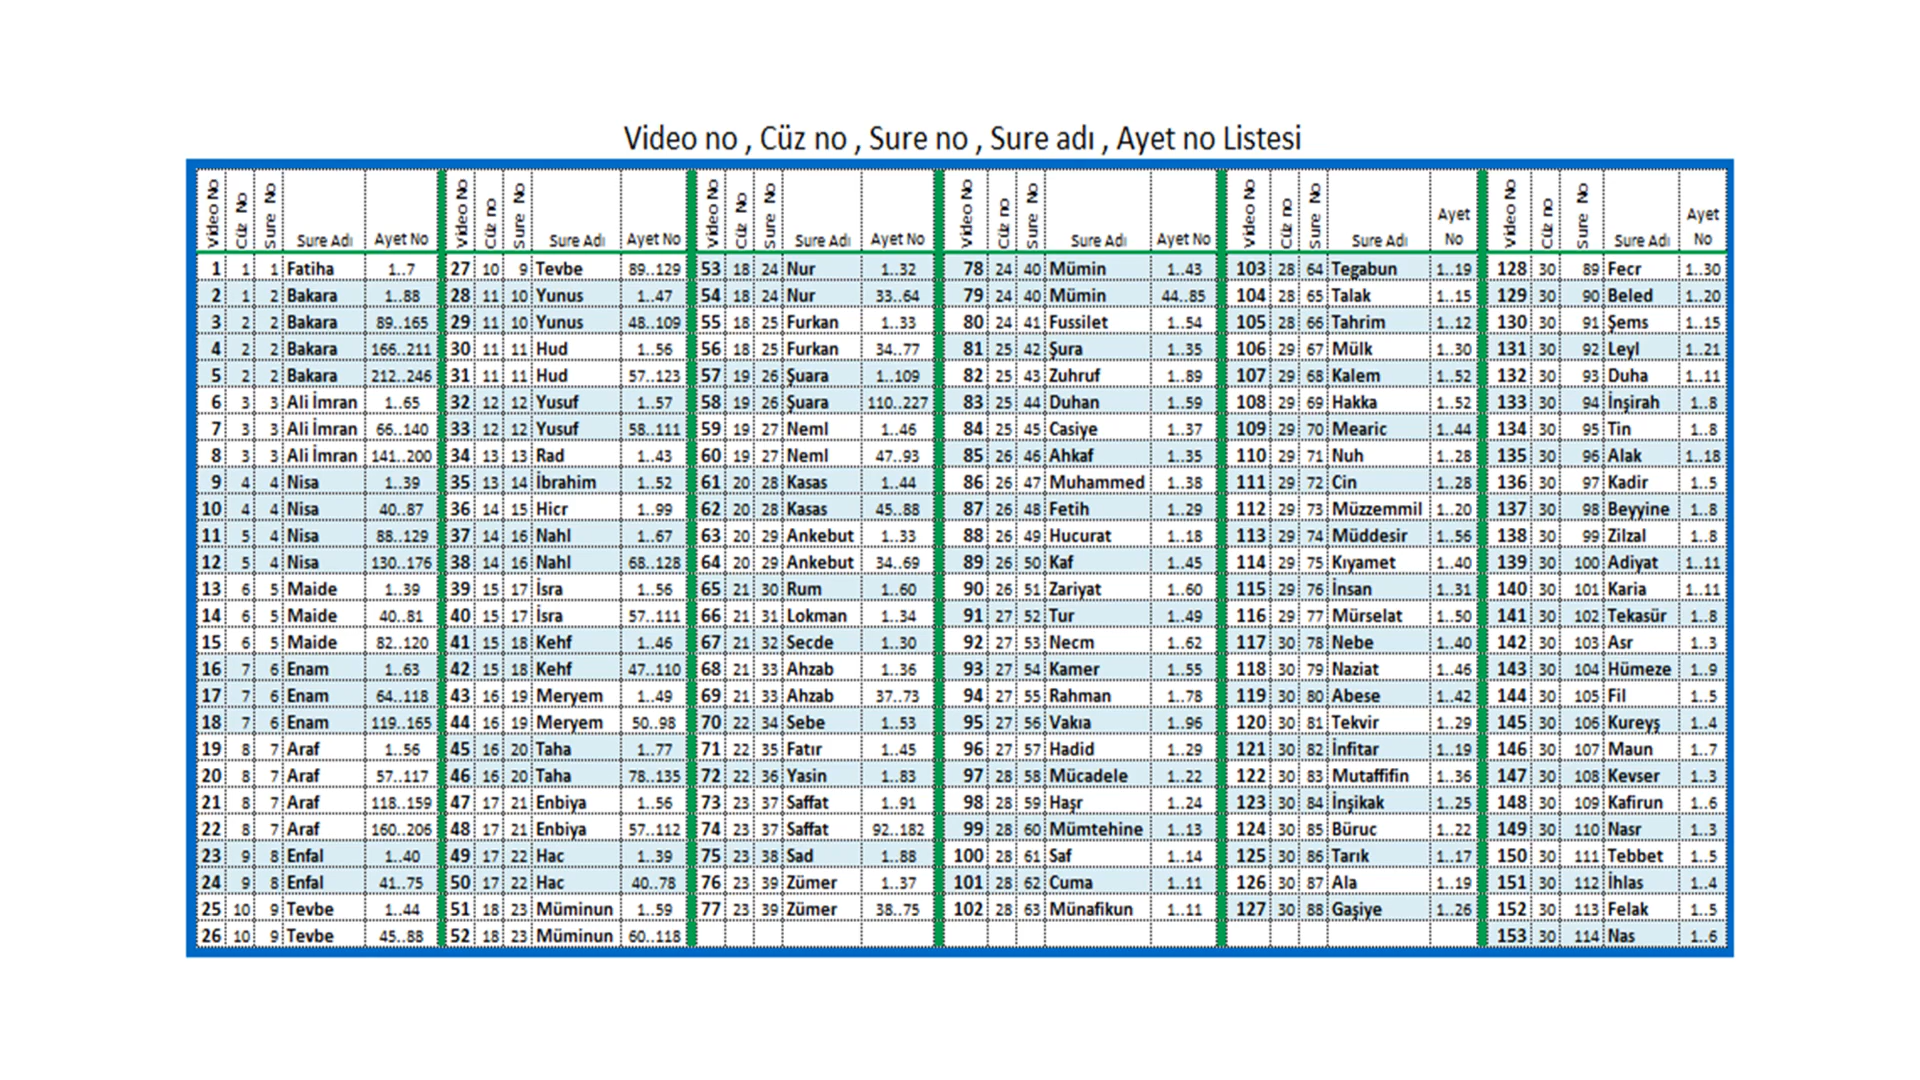 Video no , Cüz no , Sure no , Sure adı , Ayet no Listesi
Video No Cüz No Sure No Sure Adı Ayet No Video No Cüz no Sure No Sure Adı Ayet No Video No Cüz No Sure No Sure Adı Ayet No Video No Cüz no Sure No Sure Adı Ayet No Video No Cüz no Sure No Sure Adı Ayet No Video No Cüz no Sure No Sure Adı Ayet No
1 1 1 Fatiha 1..7 27 10 9 Tevbe 89..129 53 18 24 Nur 1..32 78 24 40 Mümin 1..43 103 28 64 Tegabun 1..19 128 30 89 Fecr 1..30
2 1 2 Bakara 1..88 28 11 10 Yunus 1..47 54 18 24 Nur 33..64 79 24 40 Mümin 44..85 104 28 65 Talak 1..15 129 30 90 Beled 1..20
3 2 2 Bakara 89..165 29 11 10 Yunus 48..109 55 18 25 Furkan 1..33 80 24 41 Fussilet 1..54 105 28 66 Tahrim 1..12 130 30 91 Şems 1..15
4 2 2 Bakara 166..211 30 11 11 Hud 1..56 56 18 25 Furkan 34..77 81 25 42 Şura 1..35 106 29 67 Mülk 1..30 131 30 92 Leyl 1..21
5 2 2 Bakara 212..246 31 11 11 Hud 57..123 57 19 26 Şuara 1..109 82 25 43 Zuhruf 1..89 107 29 68 Kalem 1..52 132 30 93 Duha 1..11
6 3 3 Ali İmran 1..65 32 12 12 Yusuf 1..57 58 19 26 Şuara 110..227 83 25 44 Duhan 1..59 108 29 69 Hakka 1..52 133 30 94 İnşirah 1..8
7 3 3 Ali İmran 66..140 33 12 12 Yusuf 58..111 59 19 27 Neml 1..46 84 25 45 Casiye 1..37 109 29 70 Mearic 1..44 134 30 95 Tin 1..8
8 3 3 Ali İmran 141..200 34 13 13 Rad 1..43 60 19 27 Neml 47..93 85 26 46 Ahkaf 1..35 110 29 71 Nuh 1..28 135 30 96 Alak 1..18
9 4 4 Nisa 1..39 35 13 14 İbrahim 1..52 61 20 28 Kasas 1..44 86 26 47 Muhammed 1..38 111 29 72 Cin 1..28 136 30 97 Kadir 1..5
10 4 4 Nisa 40..87 36 14 15 Hicr 1..99 62 20 28 Kasas 45..88 87 26 48 Fetih 1..29 112 29 73 Müzzemmil 1..20 137 30 98 Beyyine 1..8
11 5 4 Nisa 88..129 37 14 16 Nahl 1..67 63 20 29 Ankebut 1..33 88 26 49 Hucurat 1..18 113 29 74 Müddesir 1..56 138 30 99 Zilzal 1..8
12 5 4 Nisa 130..176 38 14 16 Nahl 68..128 64 20 29 Ankebut 34..69 89 26 50 Kaf 1..45 114 29 75 Kıyamet 1..40 139 30 100 Adiyat 1..11
13 6 5 Maide 1..39 39 15 17 İsra 1..56 65 21 30 Rum 1..60 90 26 51 Zariyat 1..60 115 29 76 İnsan 1..31 140 30 101 Karia 1..11
14 6 5 Maide 40..81 40 15 17 İsra 57..111 66 21 31 Lokman 1..34 91 27 52 Tur 1..49 116 29 77 Mürselat 1..50 141 30 102 Tekasür 1..8
15 6 5 Maide 82..120 41 15 18 Kehf 1..46 67 21 32 Secde 1..30 92 27 53 Necm 1..62 117 30 78 Nebe 1..40 142 30 103 Asr 1..3
16 7 6 Enam 1..63 42 15 18 Kehf 47..110 68 21 33 Ahzab 1..36 93 27 54 Kamer 1..55 118 30 79 Naziat 1..46 143 30 104 Hümeze 1..9
17 7 6 Enam 64..118 43 16 19 Meryem 1..49 69 21 33 Ahzab 37..73 94 27 55 Rahman 1..78 119 30 80 Abese 1..42 144 30 105 Fil 1..5
18 7 6 Enam 119..165 44 16 19 Meryem 50..98 70 22 34 Sebe 1..53 95 27 56 Vakıa 1..96 120 30 81 Tekvir 1..29 145 30 106 Kureyş 1..4
19 8 7 Araf 1..56 45 16 20 Taha 1..77 71 22 35 Fatır 1..45 96 27 57 Hadid 1..29 121 30 82 İnfitar 1..19 146 30 107 Maun 1..7
20 8 7 Araf 57..117 46 16 20 Taha 78..135 72 22 36 Yasin 1..83 97 28 58 Mücadele 1..22 122 30 83 Mutaffifin 1..36 147 30 108 Kevser 1..3
21 8 7 Araf 118..159 47 17 21 Enbiya 1..56 73 23 37 Saffat 1..91 98 28 59 Haşr 1..24 123 30 84 İnşikak 1..25 148 30 109 Kafirun 1..6
22 8 7 Araf 160..206 48 17 21 Enbiya 57..112 74 23 37 Saffat 92..182 99 28 60 Mümtehine 1..13 124 30 85 Büruc 1..22 149 30 110 Nasr 1..3
23 9 8 Enfal 1..40 49 17 22 Hac 1..39 75 23 38 Sad 1..88 100 28 61 Saf 1..14 125 30 86 Tarık 1..17 150 30 111 Tebbet 1..5
24 9 8 Enfal 41..75 50 17 22 Hac 40..78 76 23 39 Zümer 1..37 101 28 62 Cuma 1..11 126 30 87 Ala 1..19 151 30 112 İhlas 1..4
25 10 9 Tevbe 1..44 51 18 23 Müminun 1..59 77 23 39 Zümer 38..75 102 28 63 Münafikun 1..11 127 30 88 Gaşiye 1..26 152 30 113 Felak 1..5
26 10 9 Tevbe 45..88 52 18 23 Müminun 60..118 153 30 114 Nas 1..6